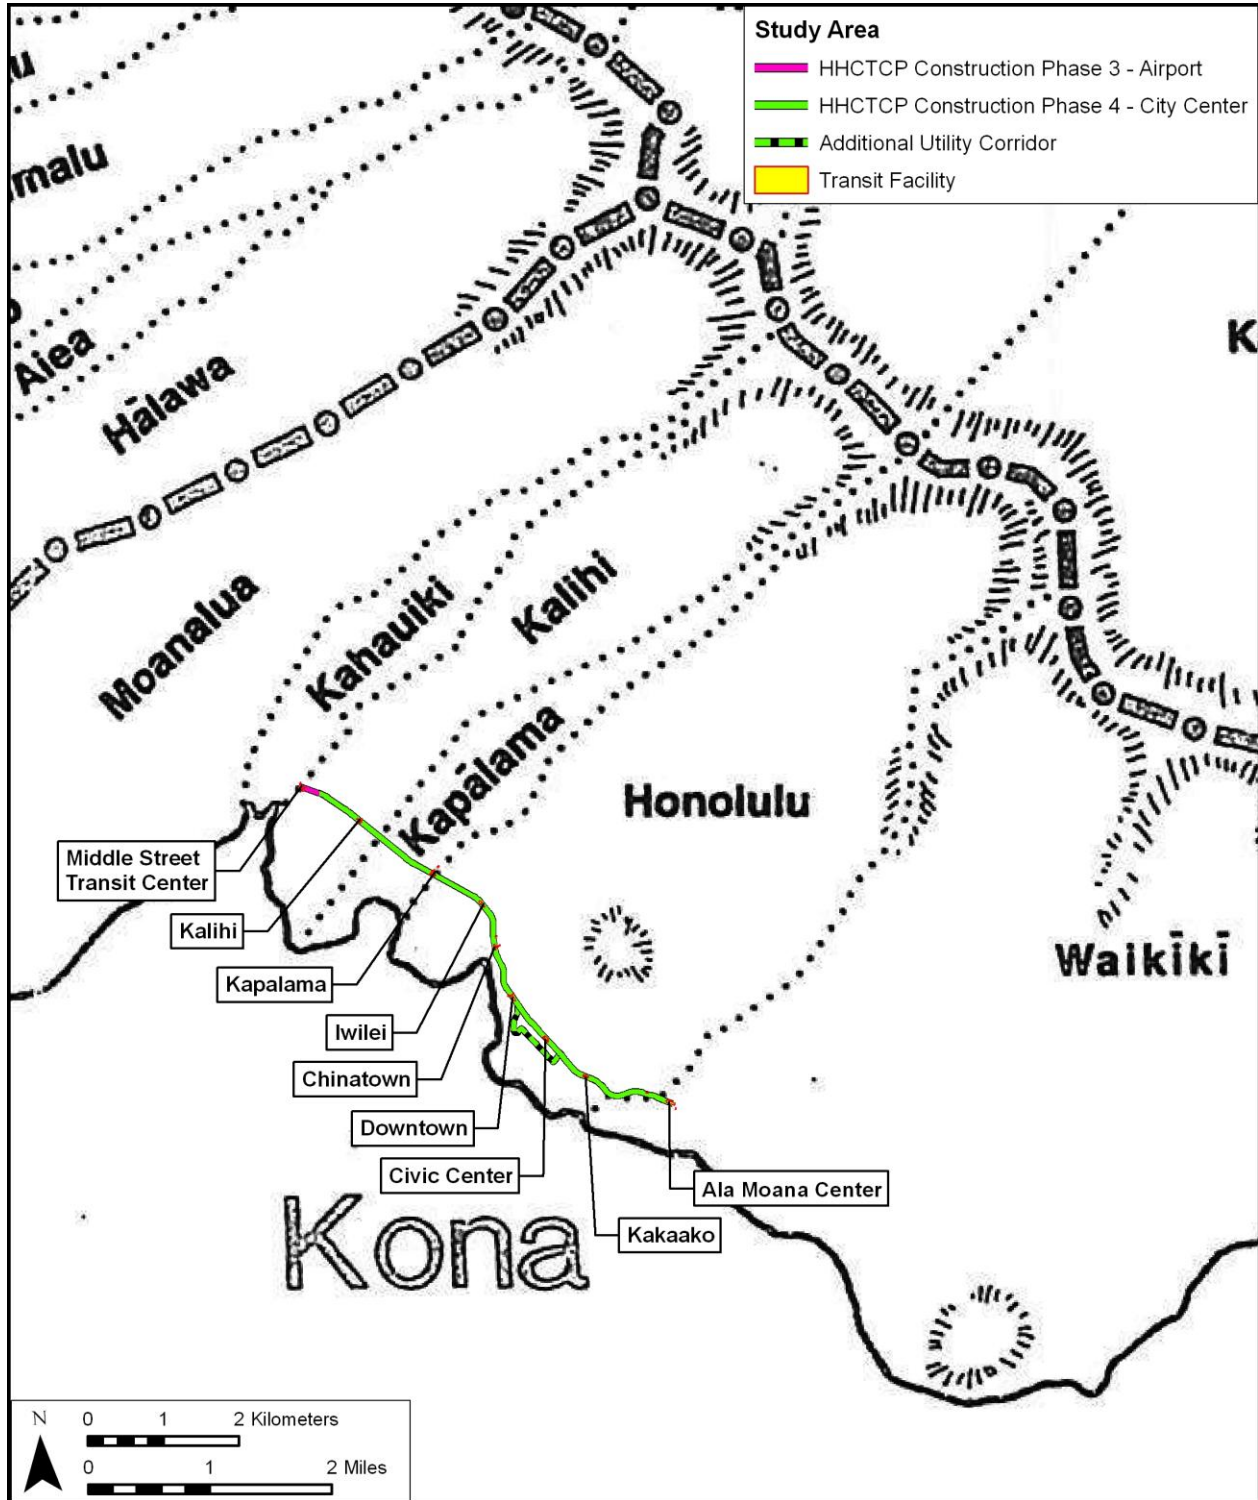 Study Area
HHCTCP Construction Phase 3 - Airport
HHCTCP Construction Phase 4 - City Center
Additional Utility Corridor
Transit Facility
Aiea
Hālawa
Moanalua
Kahauiki
Kalihi
Kapālama
Honolulu
Waikīkī
Middle Street
Transit Center
Kalihi
Kapalama
Iwilei
Chinatown
Downtown
Civic Center
Ala Moana Center
Kakaako
Kona
N
0 1 2 Kilometers
0 1 2 Miles